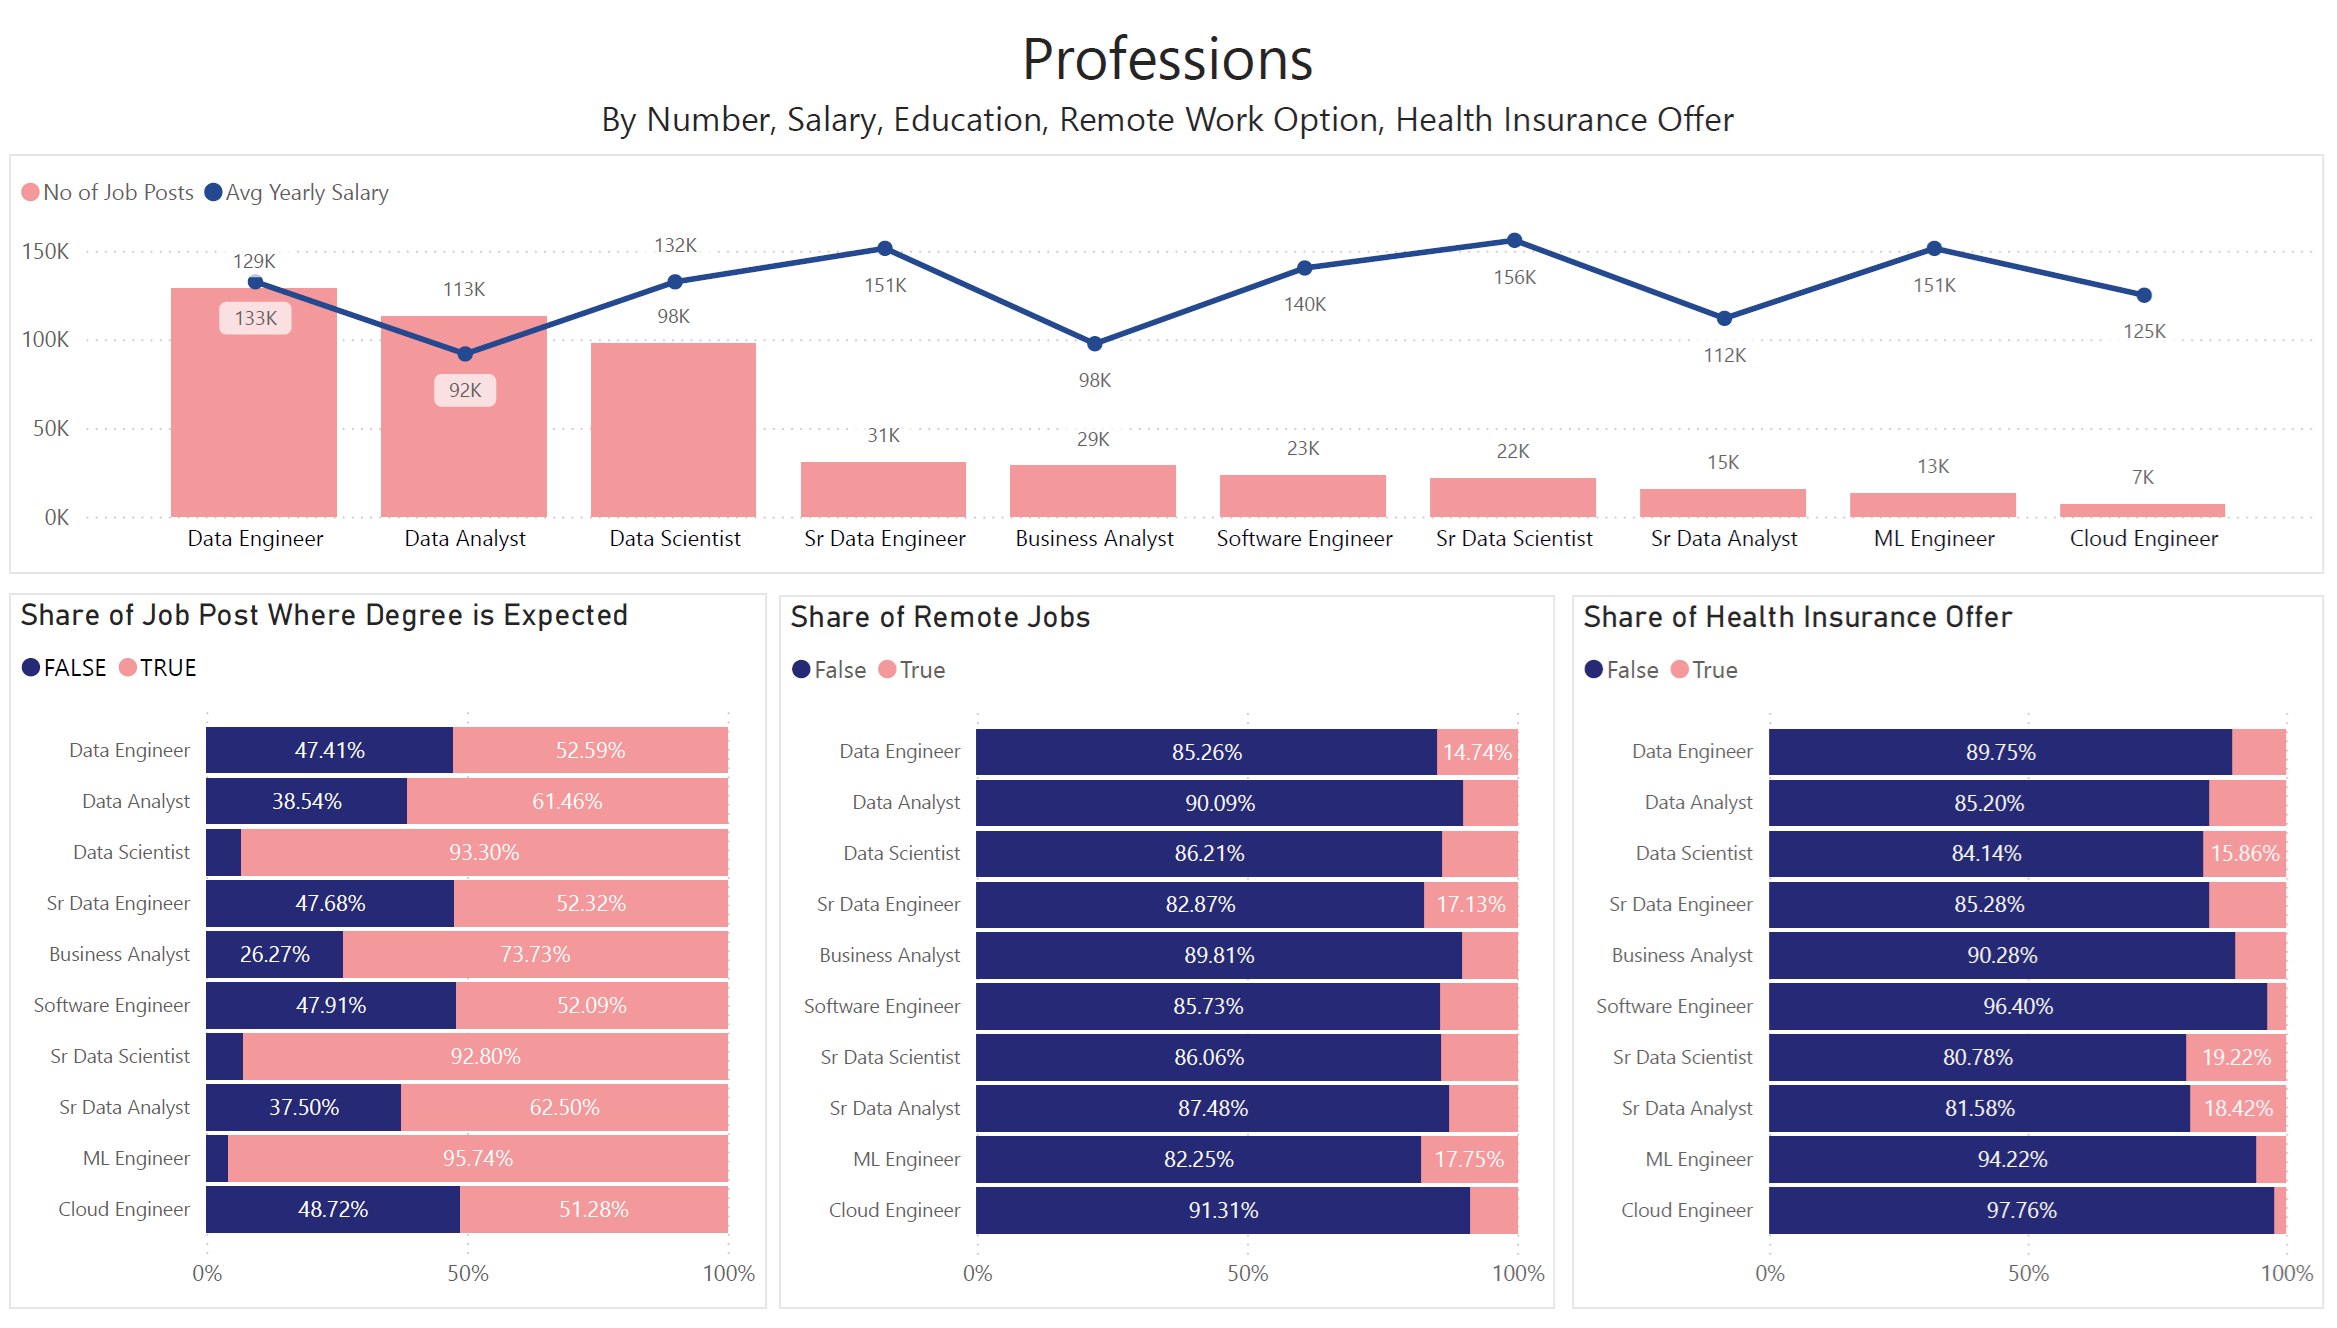 Professions
By Number, Salary, Education, Remote Work Option, Health Insurance Offer
No of Job Posts Avg Yearly Salary
150K
100K
50K
0K
129K 113K 98K 31K 29K 23K 22K 15K 13K 7K
133K 92K 132K 151K 98K 140K 156K 112K 151K 125K
Data Engineer Data Analyst Data Scientist Sr Data Engineer Business Analyst Software Engineer Sr Data Scientist Sr Data Analyst ML Engineer Cloud Engineer
Share of Job Post Where Degree is Expected
FALSE TRUE
Data Engineer 47.41% 52.59%
Data Analyst 38.54% 61.46%
Data Scientist 93.30%
Sr Data Engineer 47.68% 52.32%
Business Analyst 26.27% 73.73%
Software Engineer 47.91% 52.09%
Sr Data Scientist 92.80%
Sr Data Analyst 37.50% 62.50%
ML Engineer 95.74%
Cloud Engineer 48.72% 51.28%
0% 50% 100%
Share of Remote Jobs
False True
Data Engineer 85.26% 14.74%
Data Analyst 90.09%
Data Scientist 86.21%
Sr Data Engineer 82.87% 17.13%
Business Analyst 89.81%
Software Engineer 85.73%
Sr Data Scientist 86.06%
Sr Data Analyst 87.48%
ML Engineer 82.25% 17.75%
Cloud Engineer 91.31%
0% 50% 100%
Share of Health Insurance Offer
False True
Data Engineer 89.75%
Data Analyst 85.20%
Data Scientist 84.14% 15.86%
Sr Data Engineer 85.28%
Business Analyst 90.28%
Software Engineer 96.40%
Sr Data Scientist 80.78% 19.22%
Sr Data Analyst 81.58% 18.42%
ML Engineer 94.22%
Cloud Engineer 97.76%
0% 50% 100%